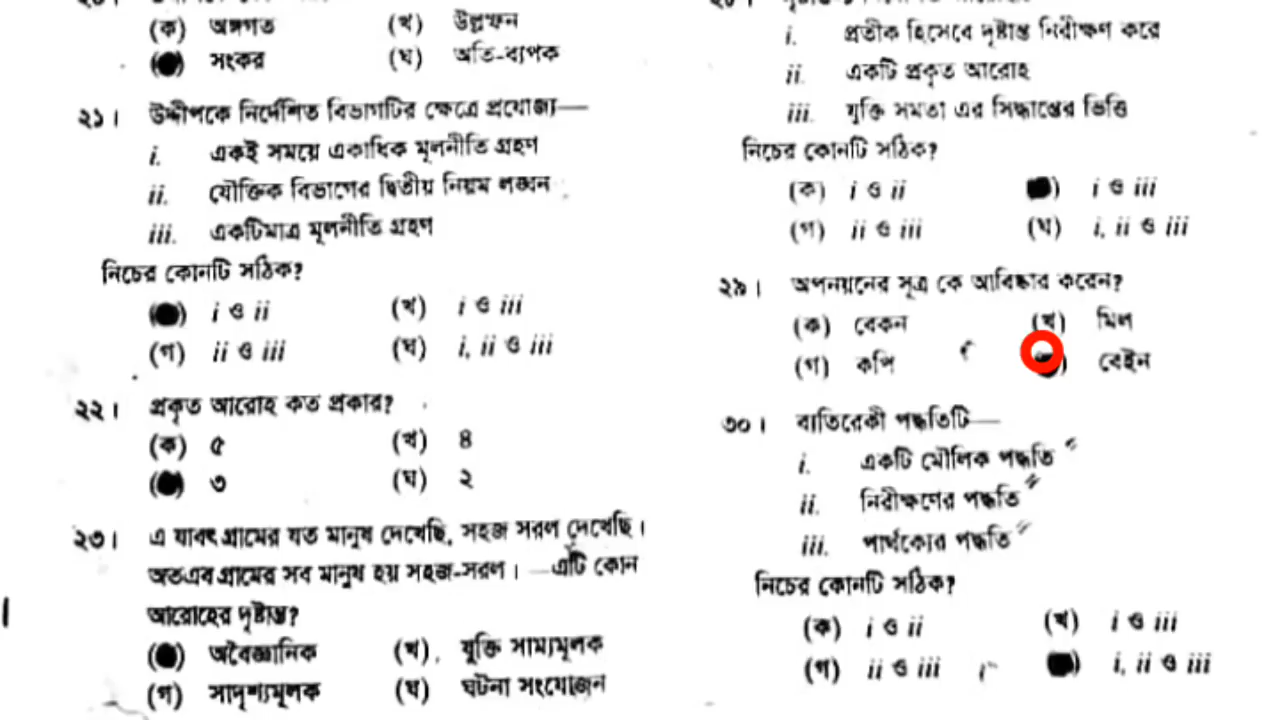 (ক) অঙ্গগত (খ) উল্লম্ফন
সংকর (ঘ) অতি-ব্যাপক
২১। উদ্দীপকে নির্দেশিত বিভাগটির ক্ষেত্রে প্রযোজ্য—
i. একই সময়ে একাধিক মূলনীতি গ্রহণ
ii. যৌক্তিক বিভাগের দ্বিতীয় নিয়ম লঙ্ঘন
iii. একটিমাত্র মূলনীতি গ্রহণ
নিচের কোনটি সঠিক?
i ও ii (খ) i ও iii
(গ) ii ও iii (ঘ) i, ii ও iii
২২। প্রকৃত আরোহ কত প্রকার?
(ক) ৫ (খ) ৪
৩ (ঘ) ২
২৩। এ যাবৎ গ্রামের যত মানুষ দেখেছি, সহজ সরল দেখেছি।
অতএব গ্রামের সব মানুষ হয় সহজ-সরল। —এটি কোন
আরোহের দৃষ্টান্ত?
অবৈজ্ঞানিক (খ) যুক্তি সাম্যমূলক
(গ) সাদৃশ্যমূলক (ঘ) ঘটনা সংযোজন
i. প্রতীক হিসেবে দৃষ্টান্ত নিরীক্ষণ করে
ii. একটি প্রকৃত আরোহ
iii. যুক্তি সমতা এর সিদ্ধান্তের ভিত্তি
নিচের কোনটি সঠিক?
(ক) i ও ii i ও iii
(গ) ii ও iii (ঘ) i, ii ও iii
২৯। অপনয়নের সূত্র কে আবিষ্কার করেন?
(ক) বেকন (খ) মিল
(গ) কপি বেইন
৩০। ব্যতিরেকী পদ্ধতিটি—
i. একটি মৌলিক পদ্ধতি
ii. নিরীক্ষণের পদ্ধতি
iii. পার্থক্যের পদ্ধতি
নিচের কোনটি সঠিক?
(ক) i ও ii (খ) i ও iii
(গ) ii ও iii i, ii ও iii